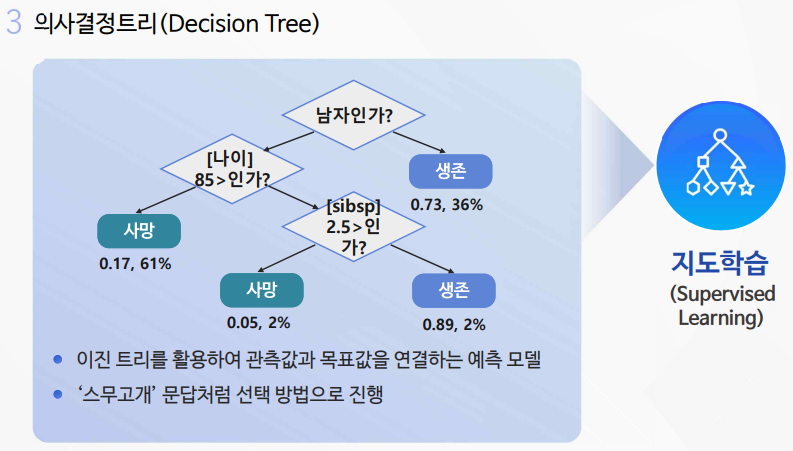 3 의사결정트리(Decision Tree)
남자인가?
[나이]
85>인가?
생존
0.73, 36%
사망
0.17, 61%
[sibsp]
2.5>인
가?
사망
0.05, 2%
생존
0.89, 2%
이진 트리를 활용하여 관측값과 목표값을 연결하는 예측 모델
‘스무고개’ 문답처럼 선택 방법으로 진행
지도학습
(Supervised
Learning)